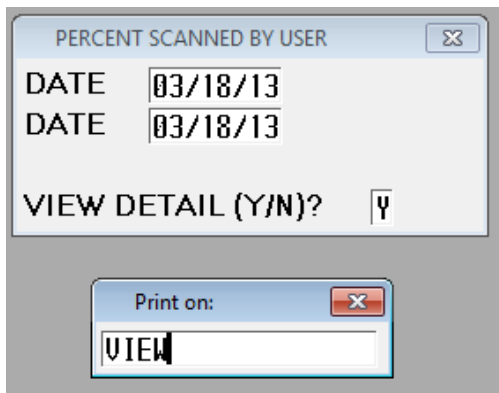 PERCENT SCANNED BY USER
DATE 03/18/13
DATE 03/18/13
VIEW DETAIL (Y/N)? Y
Print on:
VIEW